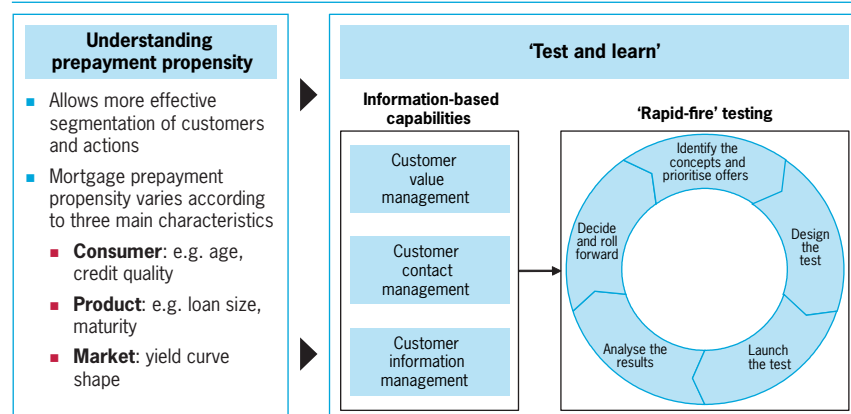 Understanding
prepayment propensity
Allows more effective
segmentation of customers
and actions
Mortgage prepayment
propensity varies according
to three main characteristics
Consumer: e.g. age,
credit quality
Product: e.g. loan size,
maturity
Market: yield curve
shape
‘Test and learn’
Information-based
capabilities
Customer
value
management
Customer
contact
management
Customer
information
management
‘Rapid-fire’ testing
Identify the
concepts and
prioritise offers
Design
the
test
Launch
the test
Analyse the
results
Decide
and roll
forward